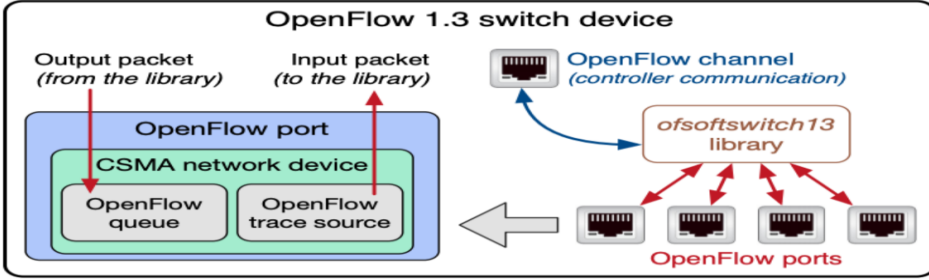 OpenFlow 1.3 switch device
Output packet
(from the library)
Input packet
(to the library)
OpenFlow channel
(controller communication)
OpenFlow port
CSMA network device
OpenFlow
queue
OpenFlow
trace source
ofsoftswitch13
library
OpenFlow ports